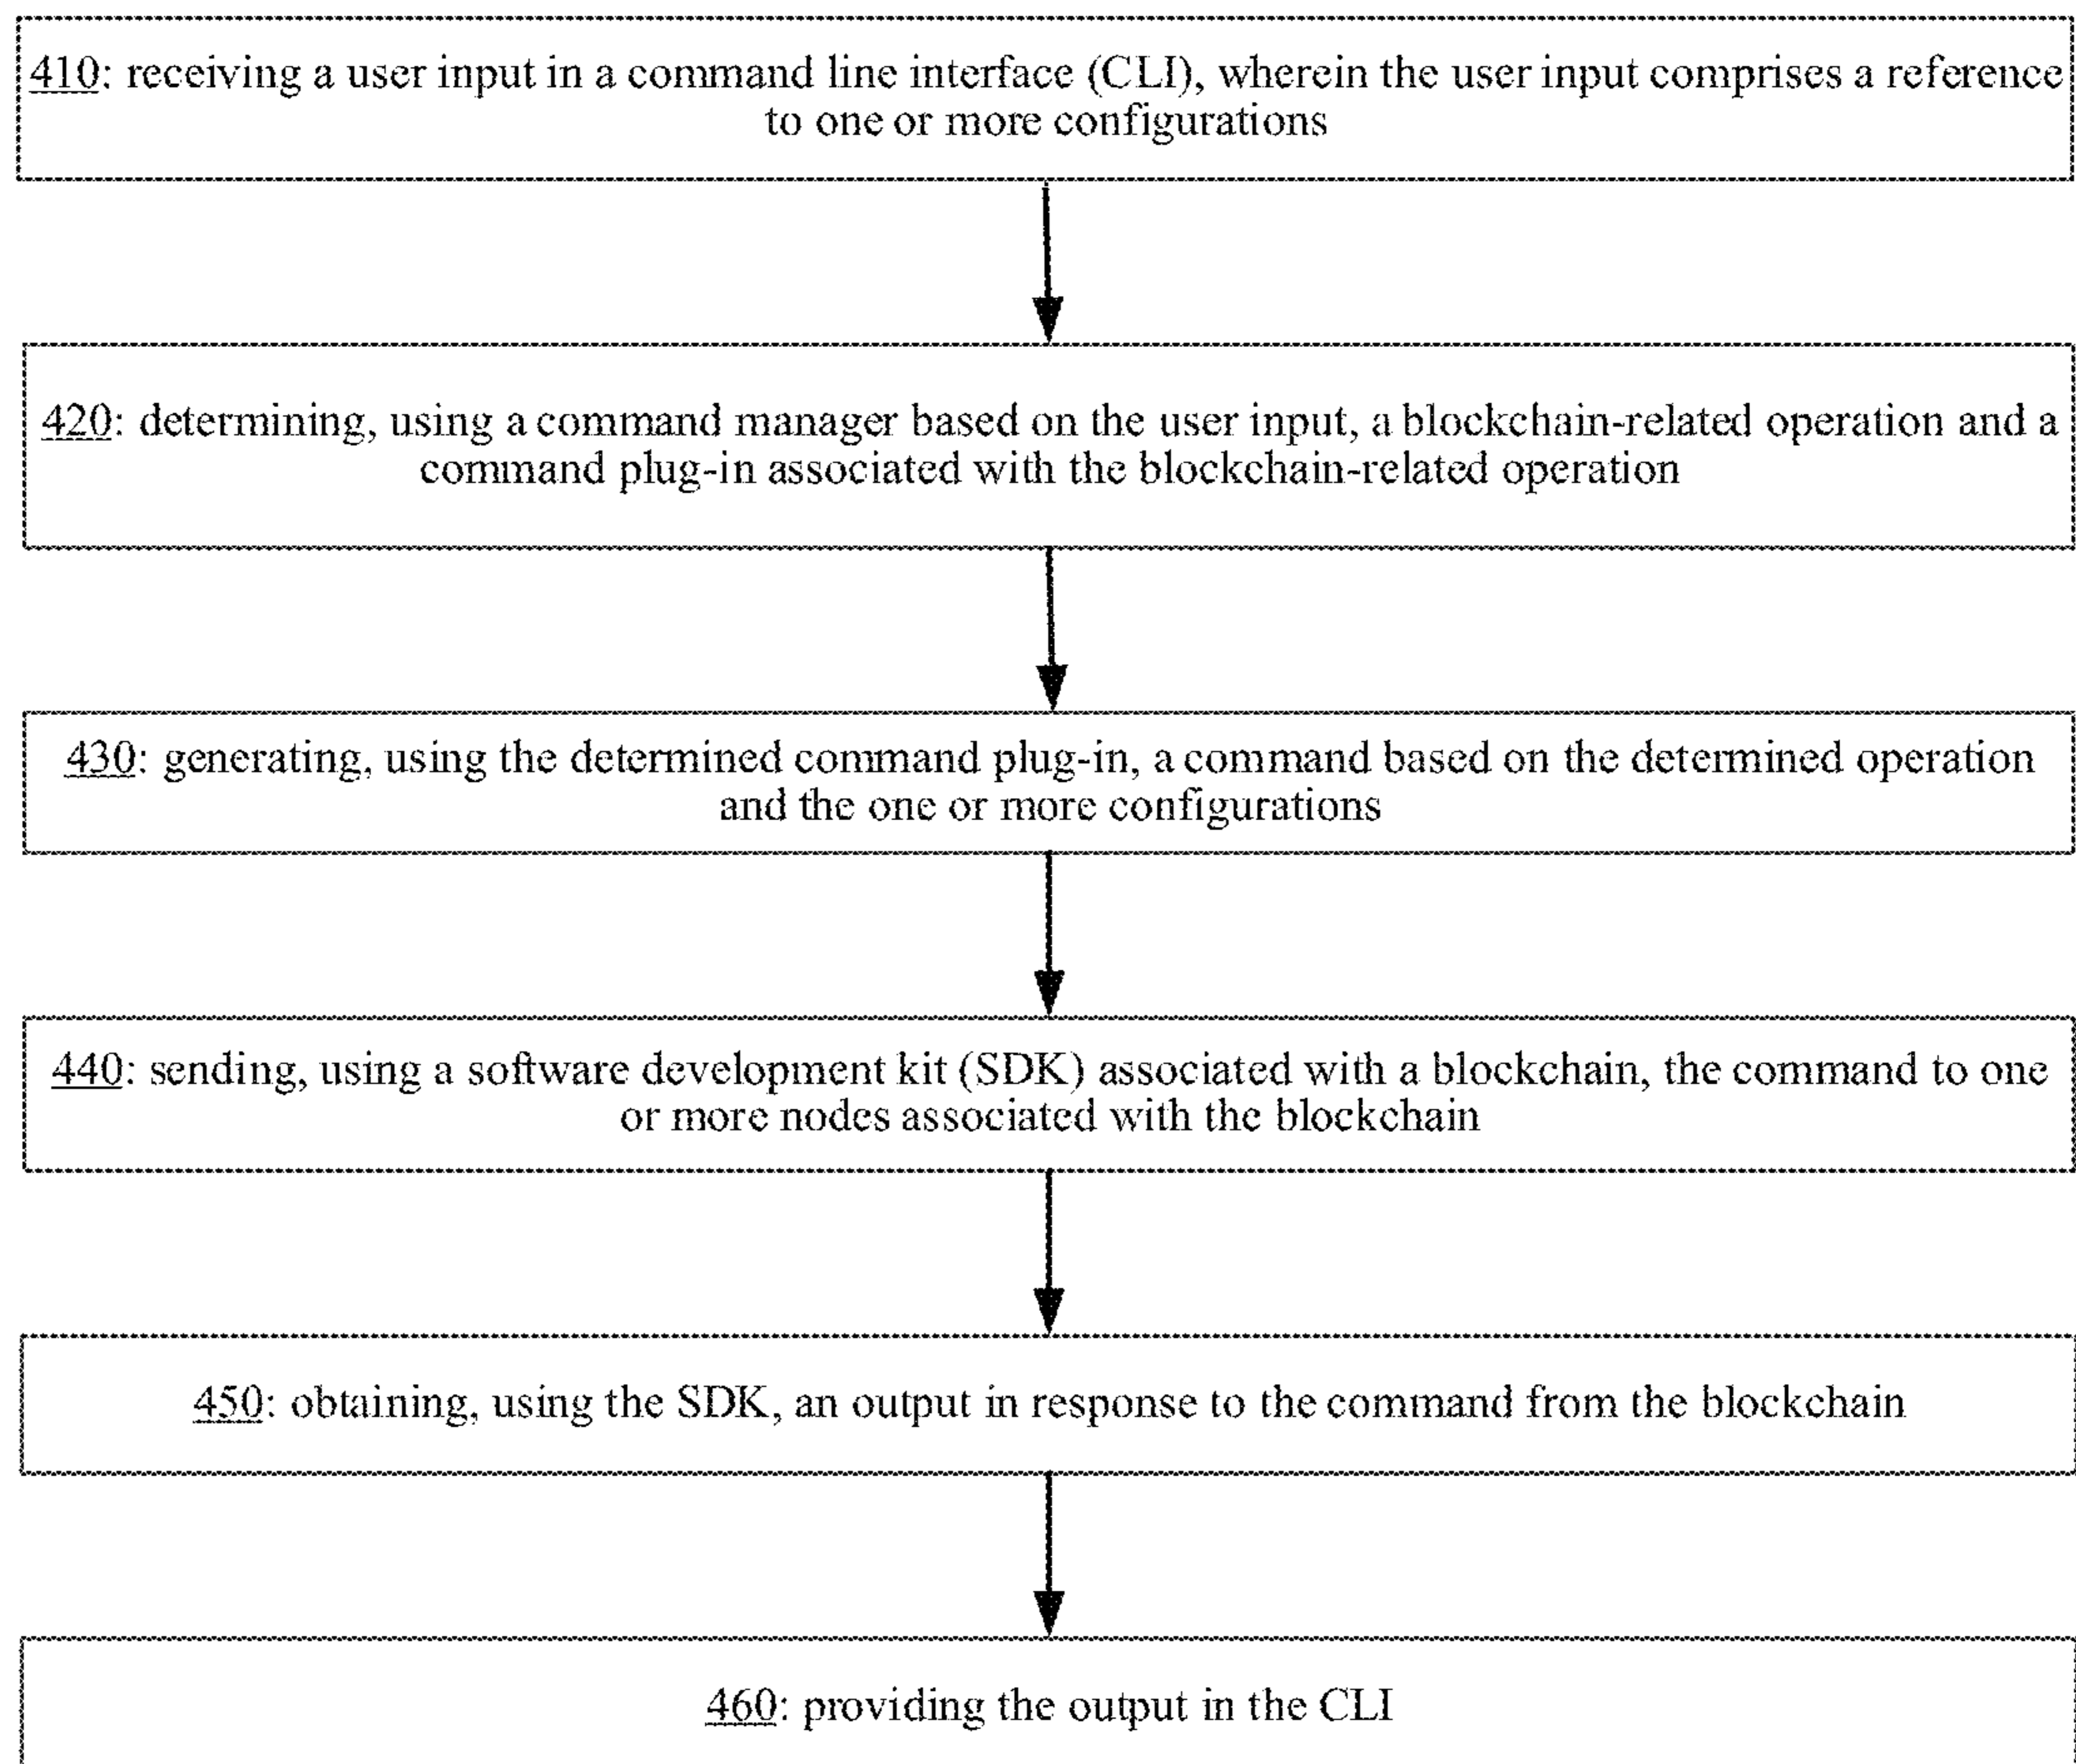 410: receiving a user input in a command line interface (CLI), wherein the user input comprises a reference
to one or more configurations
420: determining, using a command manager based on the user input, a blockchain-related operation and a
command plug-in associated with the blockchain-related operation
430: generating, using the determined command plug-in, a command based on the determined operation
and the one or more configurations
440: sending, using a software development kit (SDK) associated with a blockchain, the command to one
or more nodes associated with the blockchain
450: obtaining, using the SDK, an output in response to the command from the blockchain
460: providing the output in the CLI